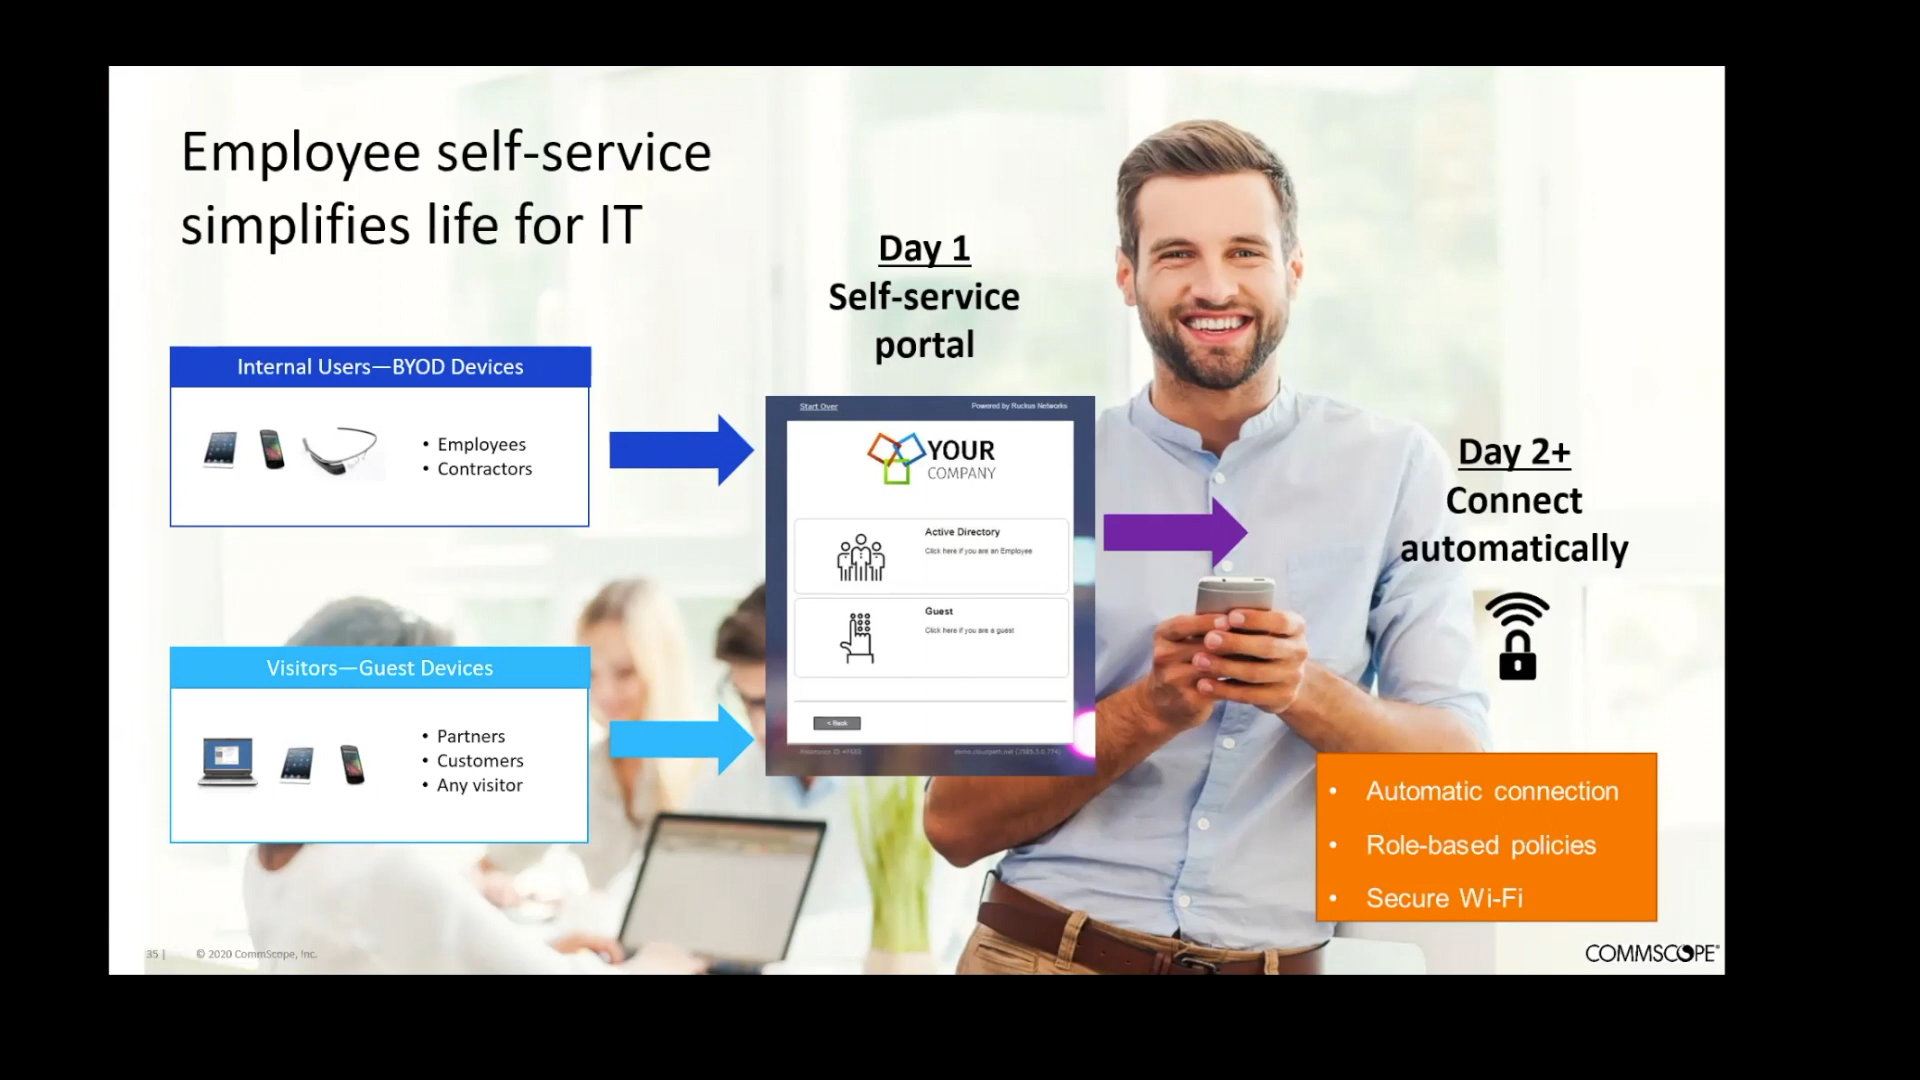 Employee self-service
simplifies life for IT
Day 1
Self-service
portal
Internal Users—BYOD Devices
• Employees
• Contractors
Visitors—Guest Devices
• Partners
• Customers
• Any visitor
Start Over
Powered by Ruckus Networks
YOUR
COMPANY
Active Directory
Click here if you are an Employee
Guest
Click here if you are a guest
< Back
Day 2+
Connect
automatically
• Automatic connection
• Role-based policies
• Secure Wi-Fi
35 |
© 2020 CommScope, Inc.
COMMSCOPE®